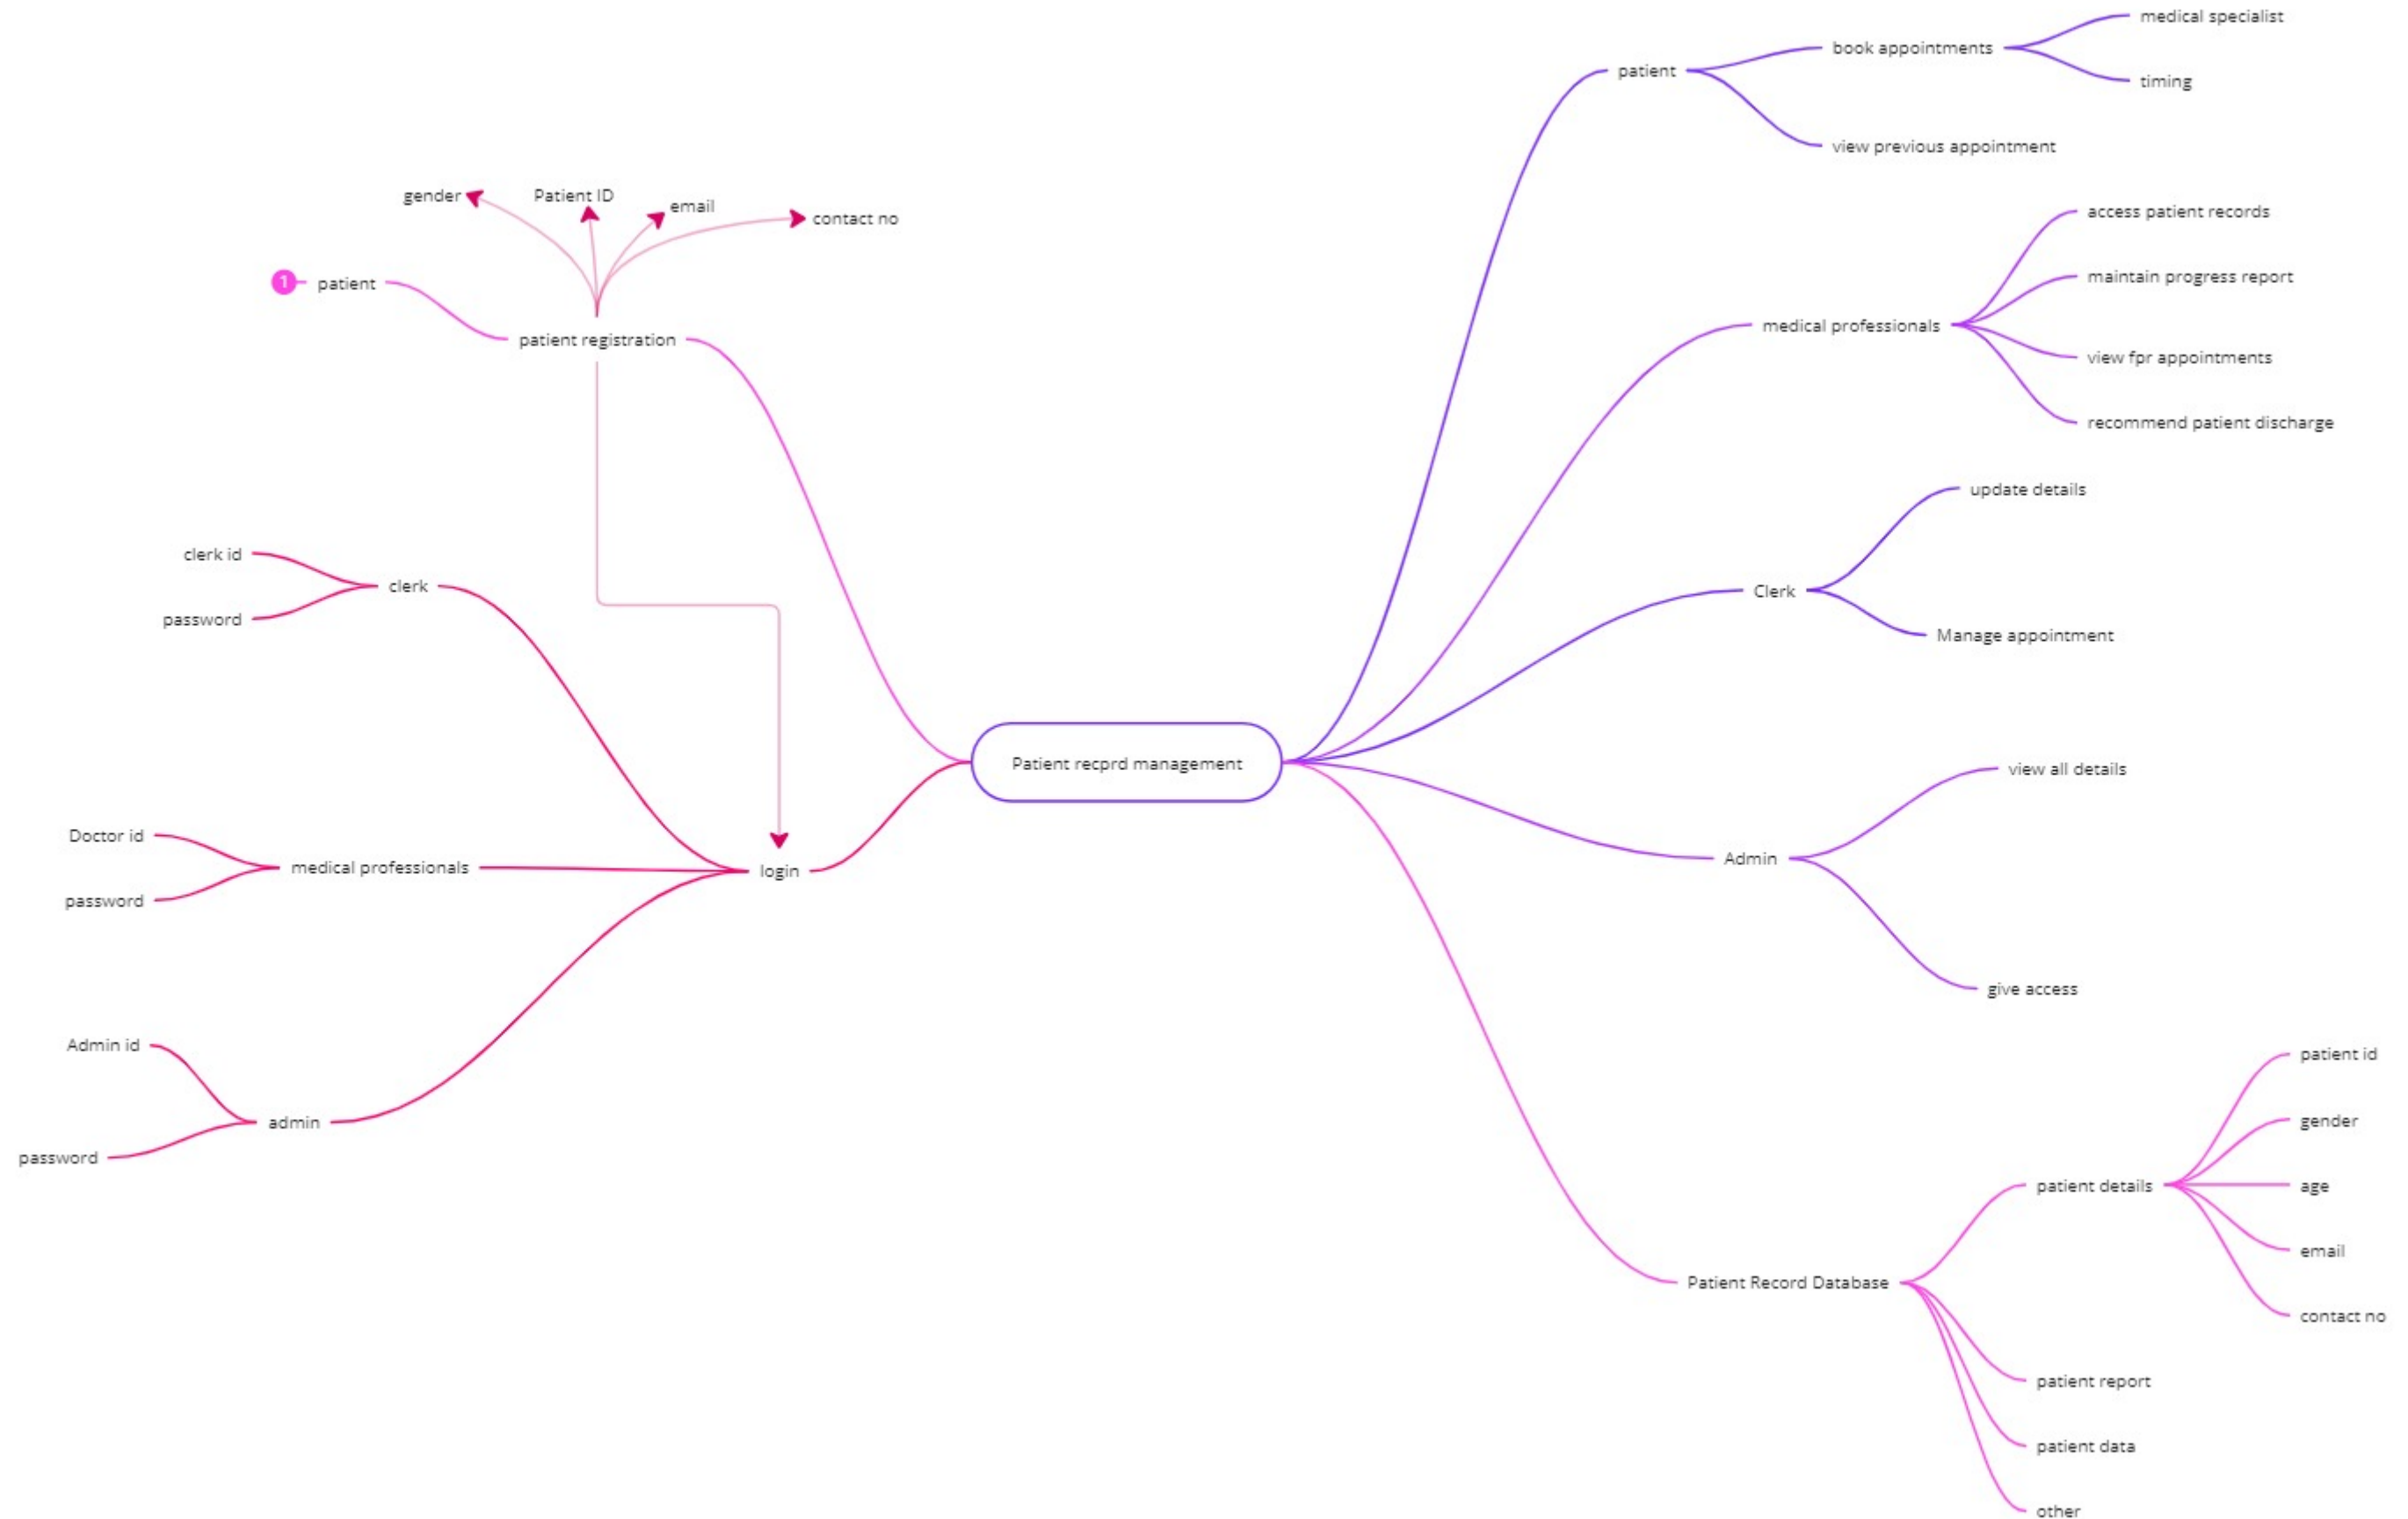 medical specialist
book appointments
patient
timing
view previous appointment
gender
Patient ID
email
contact no
access patient records
1
patient
maintain progress report
medical professionals
patient registration
view fpr appointments
recommend patient discharge
update details
clerk id
clerk
Clerk
password
Manage appointment
Patient recprd management
view all details
Doctor id
medical professionals
login
Admin
password
give access
Admin id
patient id
admin
gender
password
patient details
age
email
Patient Record Database
contact no
patient report
patient data
other